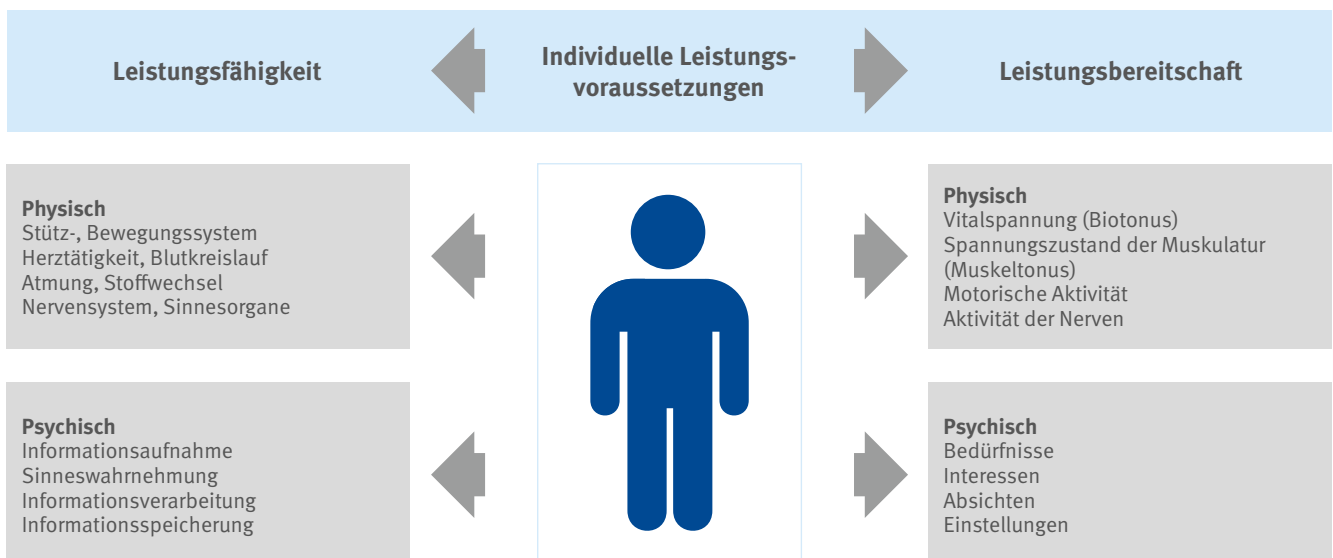 Leistungsfähigkeit
Individuelle Leistungs-
voraussetzungen
Leistungsbereitschaft
Physisch
Stütz-, Bewegungssystem
Herztätigkeit, Blutkreislauf
Atmung, Stoffwechsel
Nervensystem, Sinnesorgane
Physisch
Vitalspannung (Biotonus)
Spannungszustand der Muskulatur
(Muskeltonus)
Motorische Aktivität
Aktivität der Nerven
Psychisch
Informationsaufnahme
Sinneswahrnehmung
Informationsverarbeitung
Informationsspeicherung
Psychisch
Bedürfnisse
Interessen
Absichten
Einstellungen